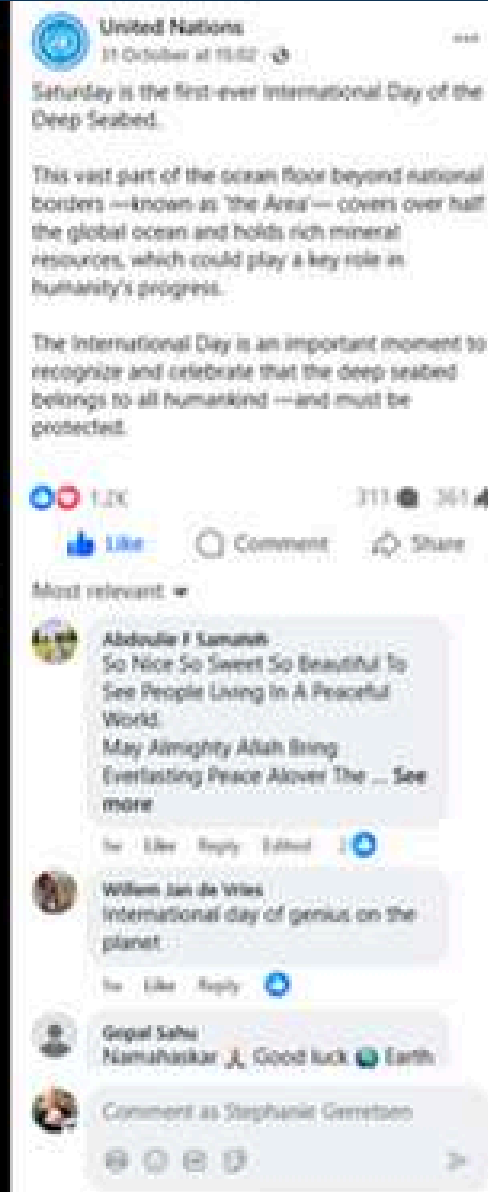 United Nations
31 October at 15:02
Saturday is the first-ever International Day of the
Deep Seabed.
This vast part of the ocean floor beyond national
borders —known as 'the Area'— covers over half
the global ocean and holds rich mineral
resources, which could play a key role in
humanity's progress.
The International Day is an important moment to
recognize and celebrate that the deep seabed
belongs to all humankind —and must be
protected.
1.2K 311 361
Like Comment Share
Most relevant
Abdoulie F Samateh
So Nice So Sweet So Beautiful To
See People Living In A Peaceful
World.
May Almighty Allah Bring
Everlasting Peace Alover The ... See
more
1w Like Reply Edited 2
Willem Jan de Vries
International day of genius on the
planet
1w Like Reply
Gopal Sahu
Namahaskar 🙏 Good luck 🌏 Earth
Comment as Stephanie Gerretsen